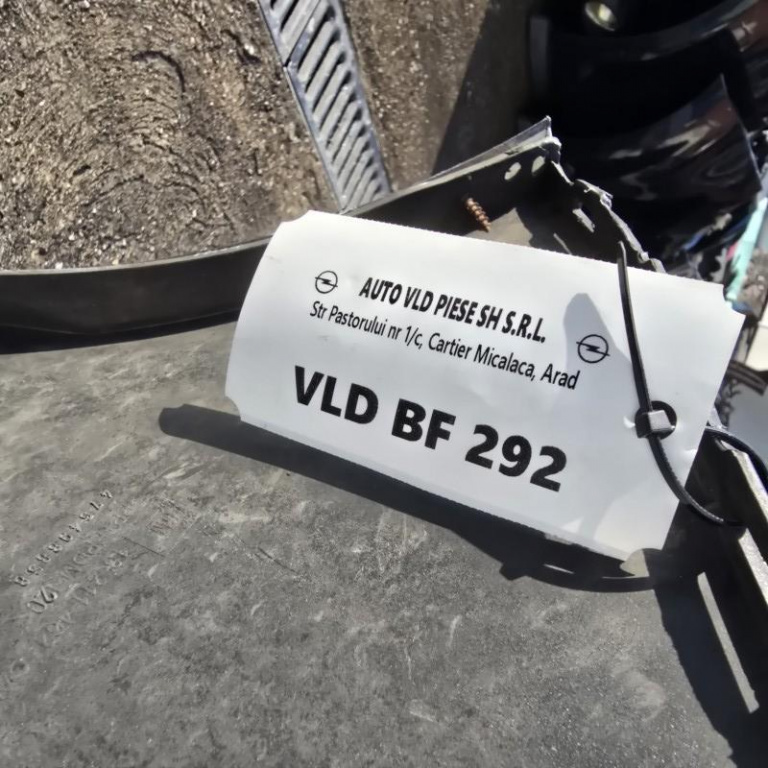 AUTO VLD PIESE SH S.R.L.
Str Pastorului nr 1/c, Cartier Micalaca, Arad
VLD BF 292